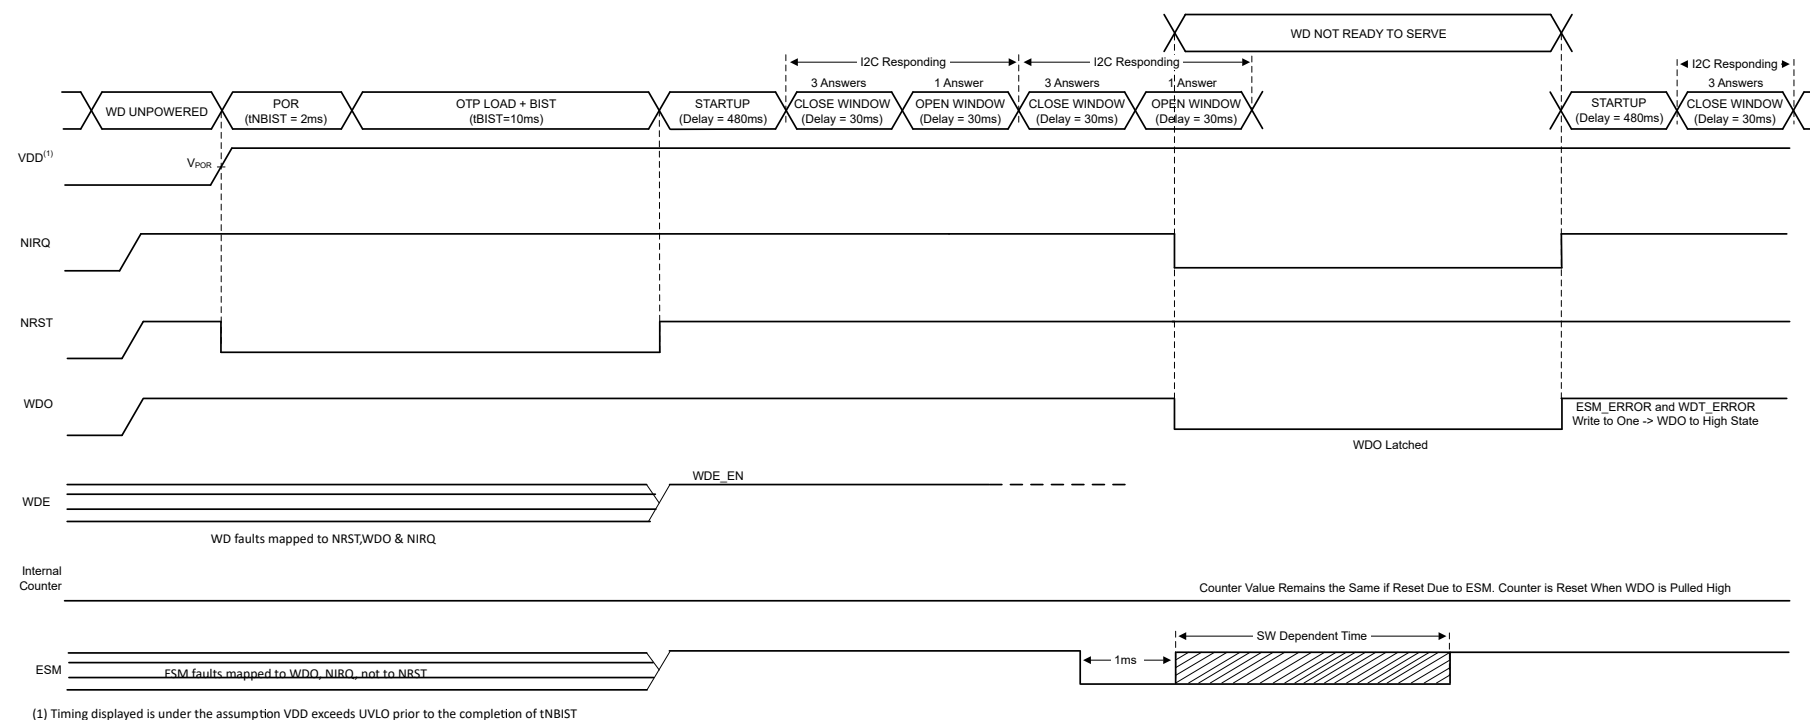 WD NOT READY TO SERVE
I2C Responding
I2C Responding
I2C Responding
3 Answers
1 Answer
3 Answers
1 Answer
3 Answers
WD UNPOWERED
POR
(tNBIST = 2ms)
OTP LOAD + BIST
(tBIST=10ms)
STARTUP
(Delay = 480ms)
CLOSE WINDOW
(Delay = 30ms)
OPEN WINDOW
(Delay = 30ms)
CLOSE WINDOW
(Delay = 30ms)
OPEN WINDOW
(Delay = 30ms)
STARTUP
(Delay = 480ms)
CLOSE WINDOW
(Delay = 30ms)
VDD(1)
VPOR
NIRQ
NRST
WDO
ESM_ERROR and WDT_ERROR
Write to One -> WDO to High State
WDO Latched
WDE
WDE_EN
WD faults mapped to NRST,WDO & NIRQ
Internal
Counter
Counter Value Remains the Same if Reset Due to ESM. Counter is Reset When WDO is Pulled High
SW Dependent Time
1ms
ESM
ESM faults mapped to WDO, NIRQ, not to NRST
(1) Timing displayed is under the assumption VDD exceeds UVLO prior to the completion of tNBIST